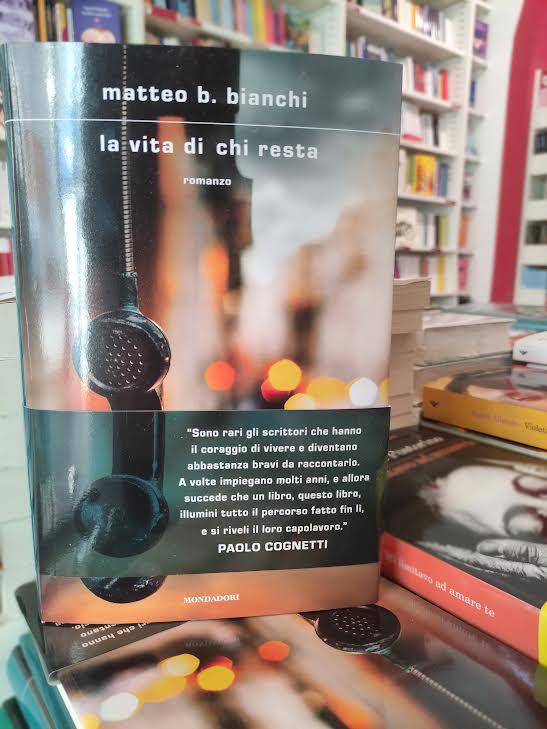 matteo b. bianchi
la vita di chi resta
romanzo
"Sono rari gli scrittori che hanno
il coraggio di vivere e diventano
abbastanza bravi da raccontarlo.
A volte impiegano molti anni, e allora
succede che un libro, questo libro,
illumini tutto il percorso fatto fin lì,
e si riveli il loro capolavoro."
PAOLO COGNETTI
MONDADORI
Violeta
limitavo ad amare te